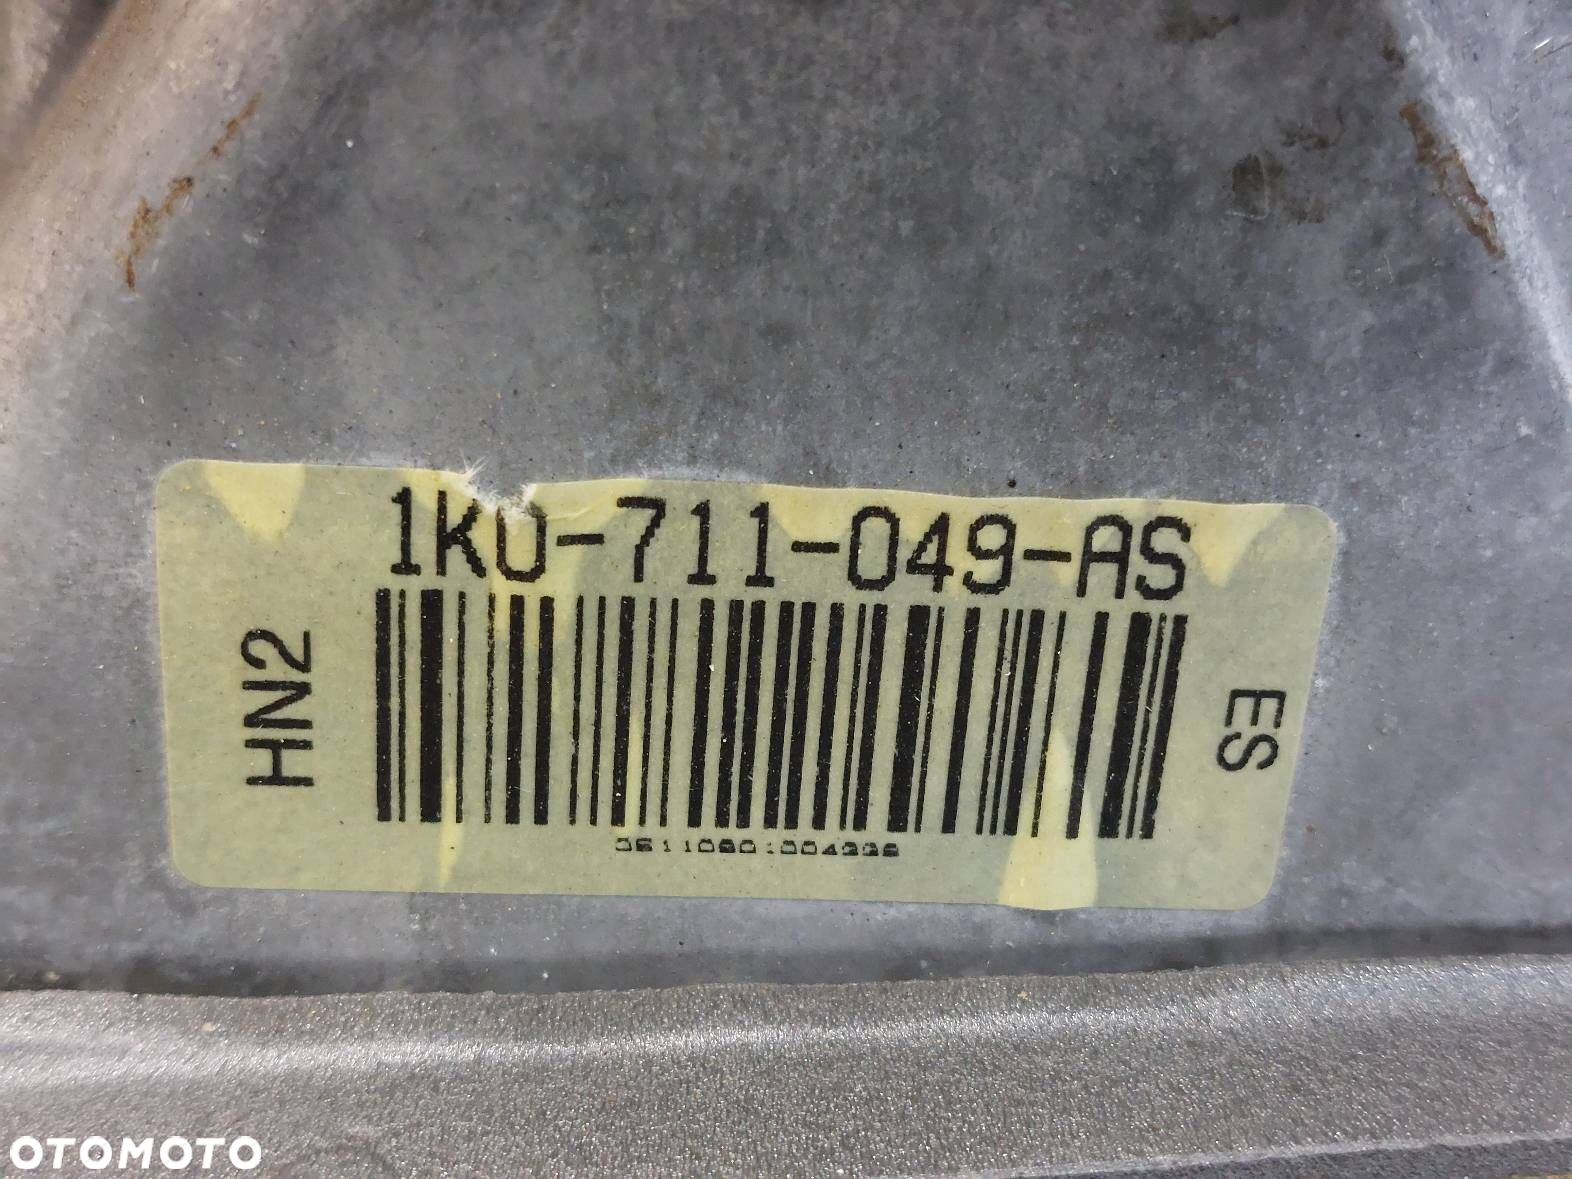 1K0-711-049-AS
HN2
ES
OTOMOTO